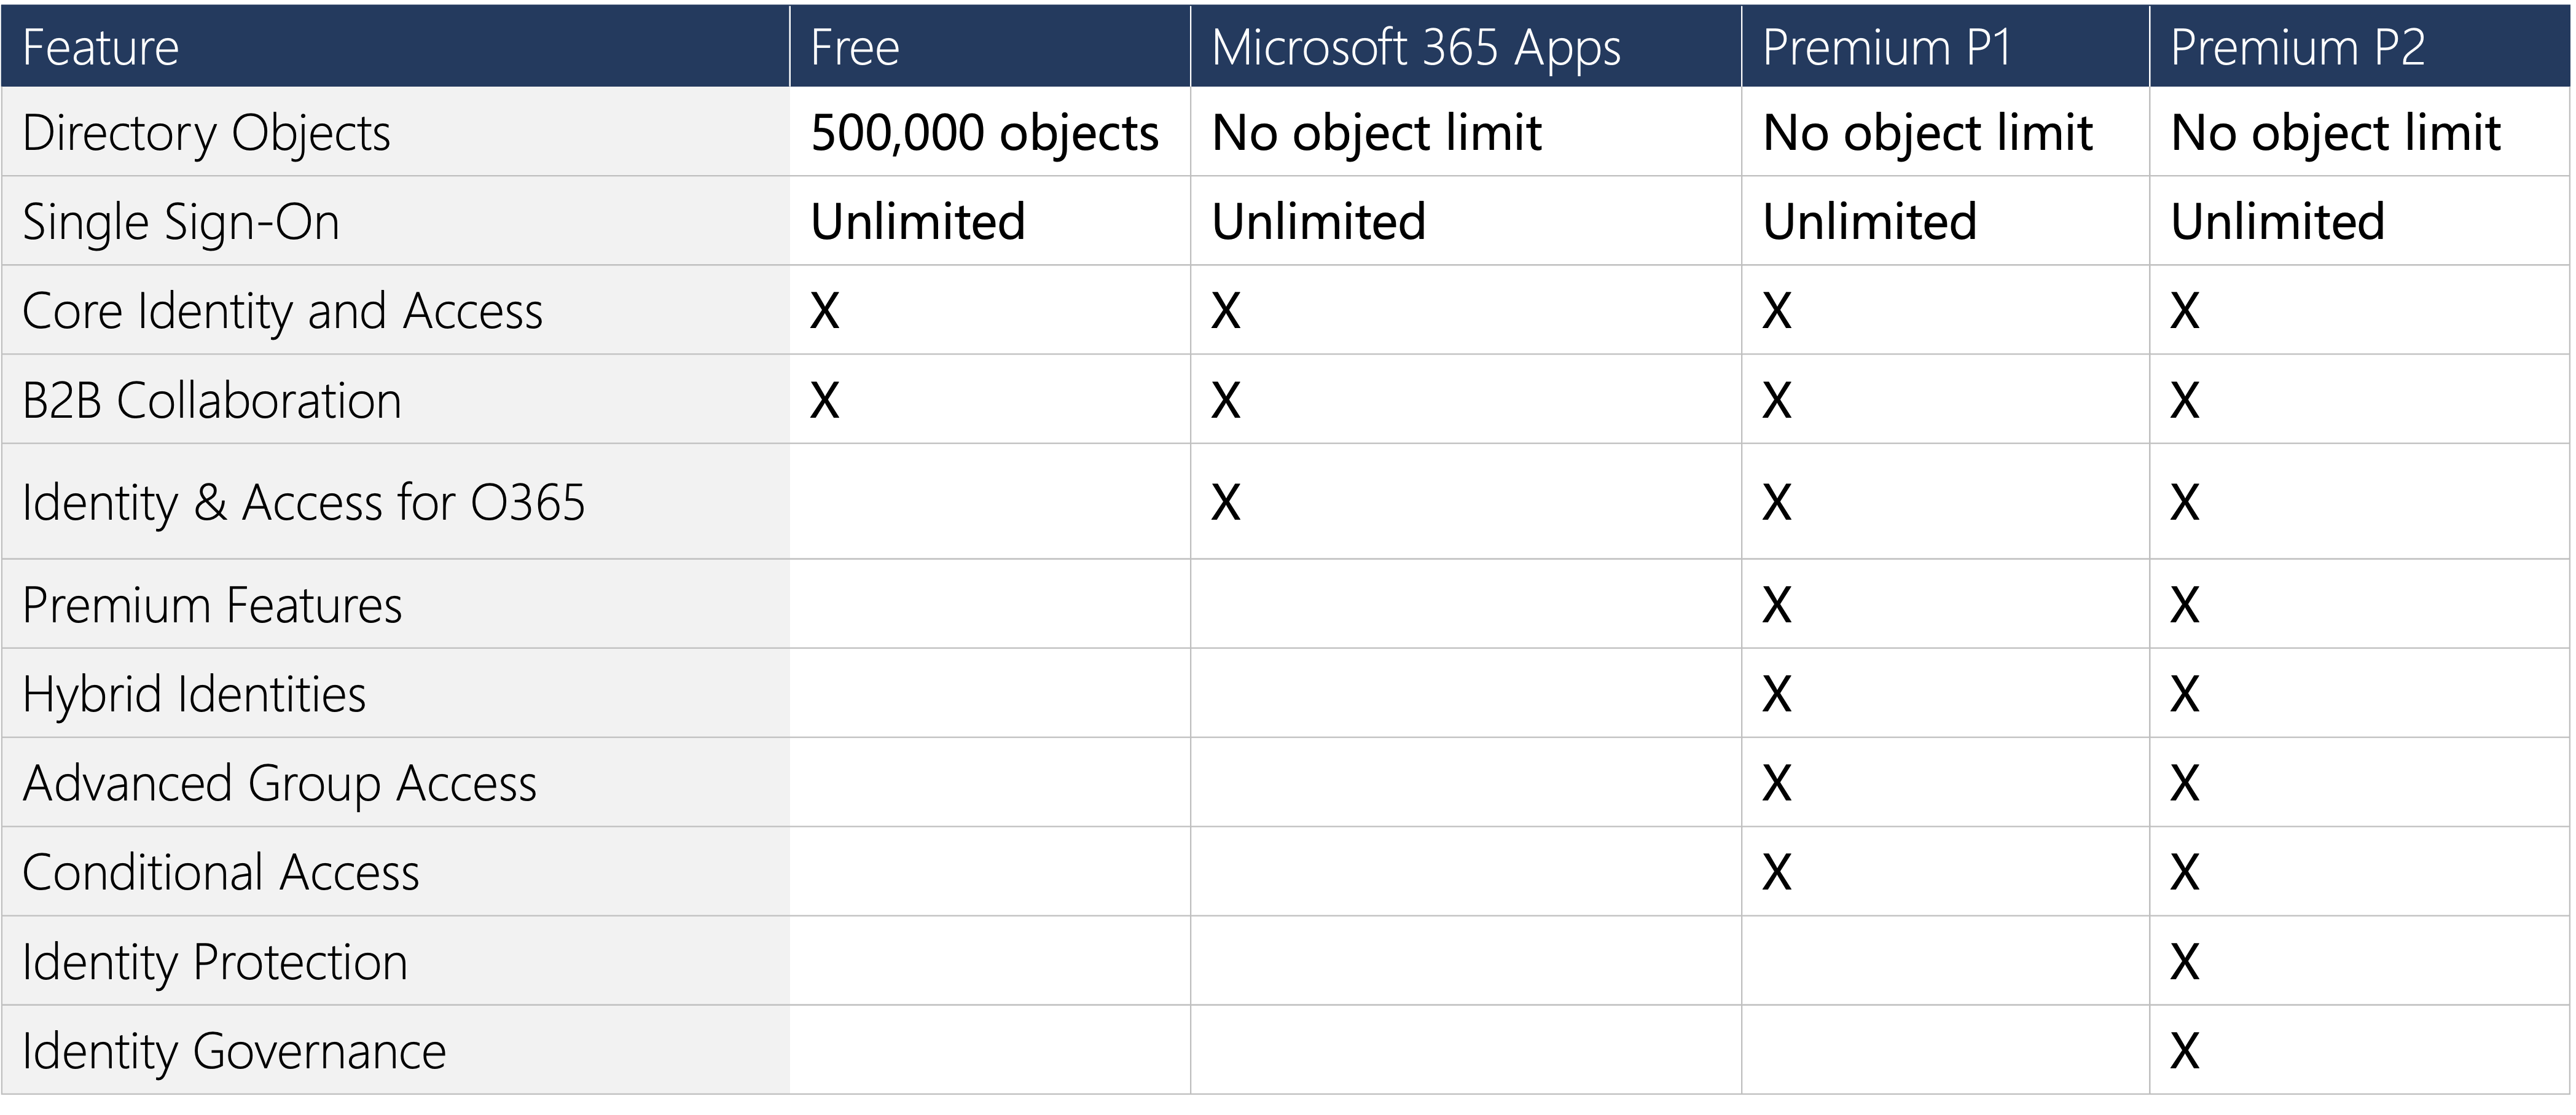 Feature Free Microsoft 365 Apps Premium P1 Premium P2
Directory Objects 500,000 objects No object limit No object limit No object limit
Single Sign-On Unlimited Unlimited Unlimited Unlimited
Core Identity and Access X X X X
B2B Collaboration X X X X
Identity & Access for O365 X X X
Premium Features X X
Hybrid Identities X X
Advanced Group Access X X
Conditional Access X X
Identity Protection X
Identity Governance X